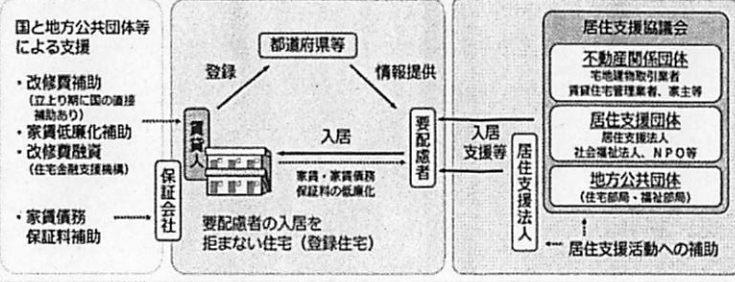 国と地方公共団体等
による支援
・改修費補助
(立上り期に国の直接
補助あり)
・家賃低廉化補助
・改修費融資
(住宅金融支援機構)
・家賃債務
保証料補助
保証会社
都道府県等
登録
情報提供
賃貸人
入居
家賃・家賃債務
保証料の低廉化
要配慮者
要配慮者の入居を
拒まない住宅(登録住宅)
入居
支援等
居住支援法人
居住支援協議会
不動産関係団体
宅地建物取引業者
賃貸住宅管理業者、家主等
居住支援団体
居住支援法人
社会福祉法人、NPO等
地方公共団体
(住宅部局・福祉部局)
居住支援活動への補助